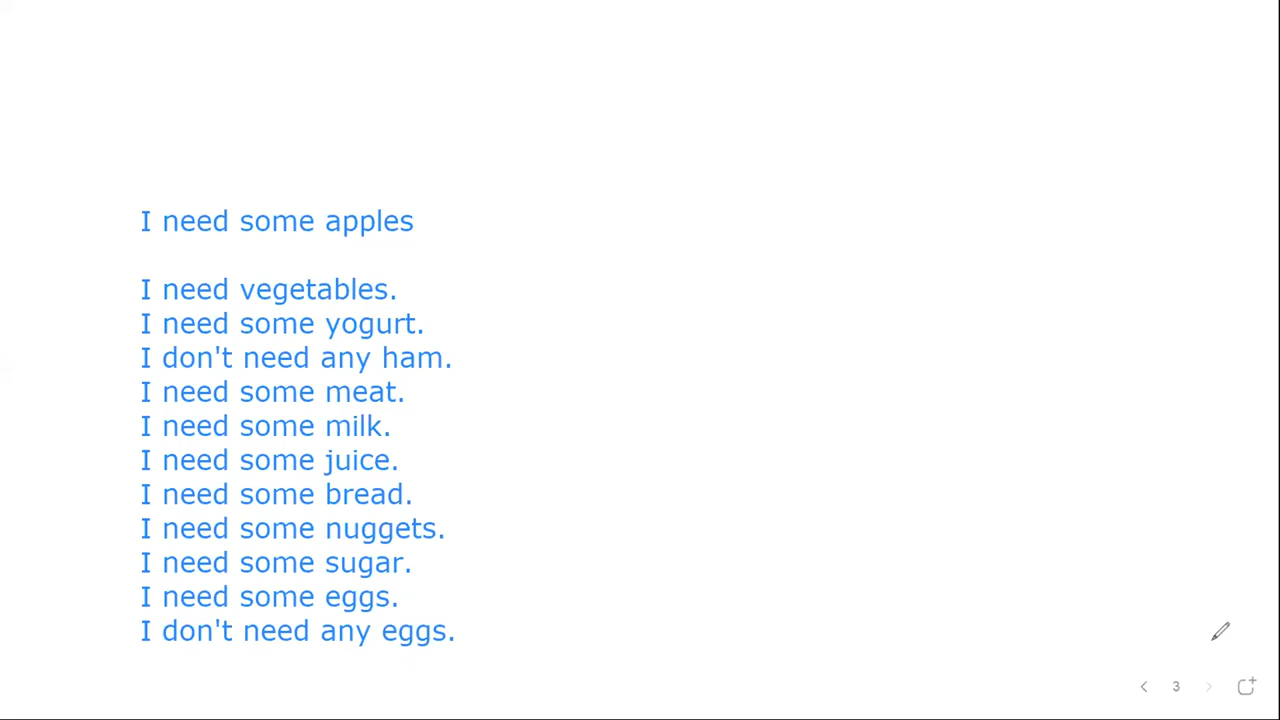 I need some apples
I need vegetables.
I need some yogurt.
I don't need any ham.
I need some meat.
I need some milk.
I need some juice.
I need some bread.
I need some nuggets.
I need some sugar.
I need some eggs.
I don't need any eggs.
3